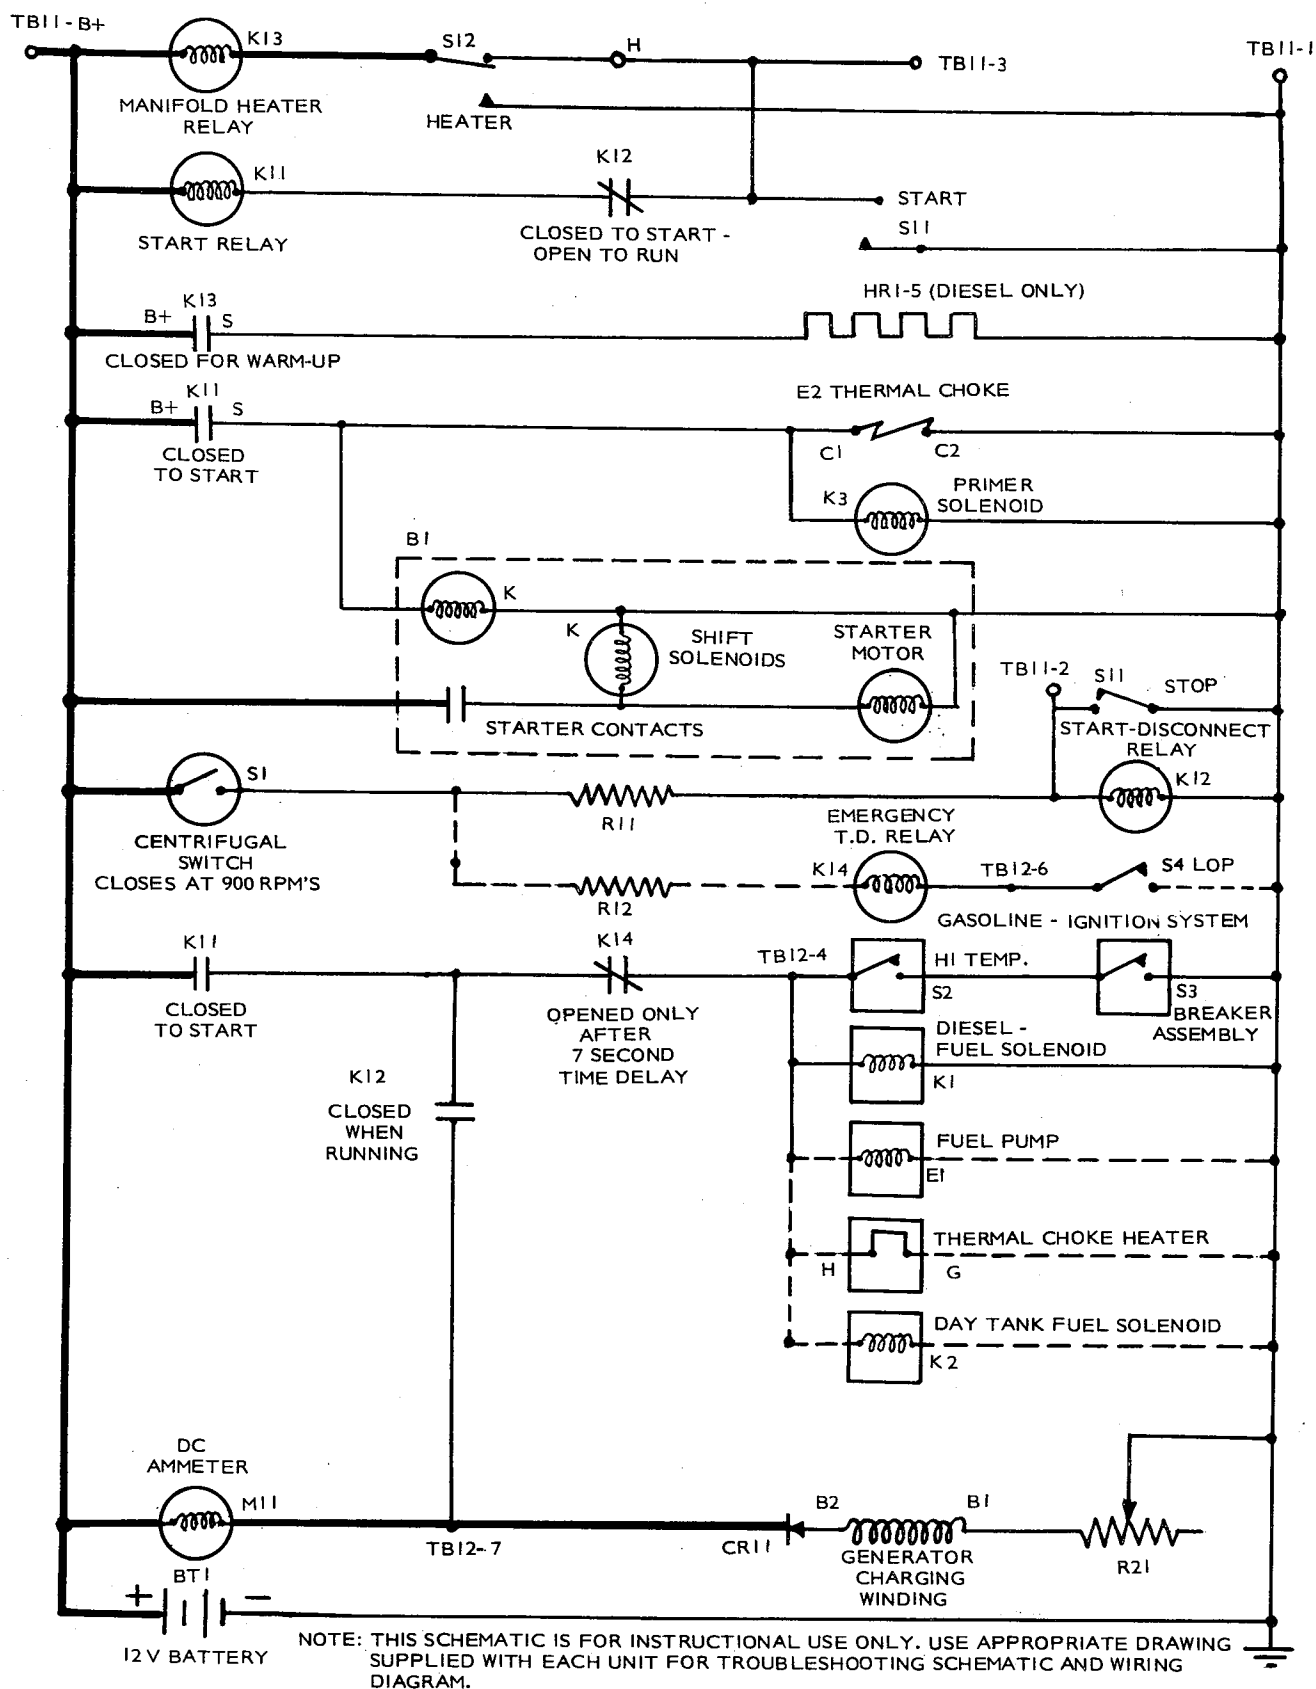 TB11-B+
K13
S12
H
TB11-3
TB11-1
MANIFOLD HEATER
RELAY
HEATER
K11
K12
START
START RELAY
CLOSED TO START -
OPEN TO RUN
S11
HR1-5 (DIESEL ONLY)
K13
B+
S
CLOSED FOR WARM-UP
K11
B+
S
CLOSED
TO START
E2 THERMAL CHOKE
C1
C2
K3
PRIMER
SOLENOID
B1
K
K
SHIFT
SOLENOIDS
STARTER
MOTOR
STARTER CONTACTS
TB11-2
S11
STOP
START-DISCONNECT
RELAY
K12
S1
R11
CENTRIFUGAL
SWITCH
CLOSES AT 900 RPM'S
EMERGENCY
T.D. RELAY
K14
TB12-6
S4 LOP
R12
GASOLINE - IGNITION SYSTEM
K11
CLOSED
TO START
K14
OPENED ONLY
AFTER
7 SECOND
TIME DELAY
TB12-4
HI TEMP.
S2
S3
BREAKER
ASSEMBLY
DIESEL -
FUEL SOLENOID
K1
K12
CLOSED
WHEN
RUNNING
FUEL PUMP
E1
THERMAL CHOKE HEATER
H
G
DAY TANK FUEL SOLENOID
K2
DC
AMMETER
M11
TB12-7
CR11
B2
B1
GENERATOR
CHARGING
WINDING
R21
BT1
+
−
12V BATTERY
NOTE: THIS SCHEMATIC IS FOR INSTRUCTIONAL USE ONLY. USE APPROPRIATE DRAWING
SUPPLIED WITH EACH UNIT FOR TROUBLESHOOTING SCHEMATIC AND WIRING
DIAGRAM.